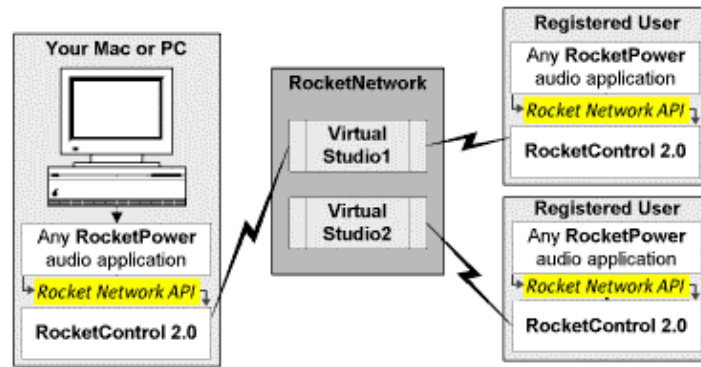 Your Mac or PC
Any RocketPower
audio application
Rocket Network API
RocketControl 2.0
RocketNetwork
Virtual
Studio1
Virtual
Studio2
Registered User
Any RocketPower
audio application
Rocket Network API
RocketControl 2.0
Registered User
Any RocketPower
audio application
Rocket Network API
RocketControl 2.0